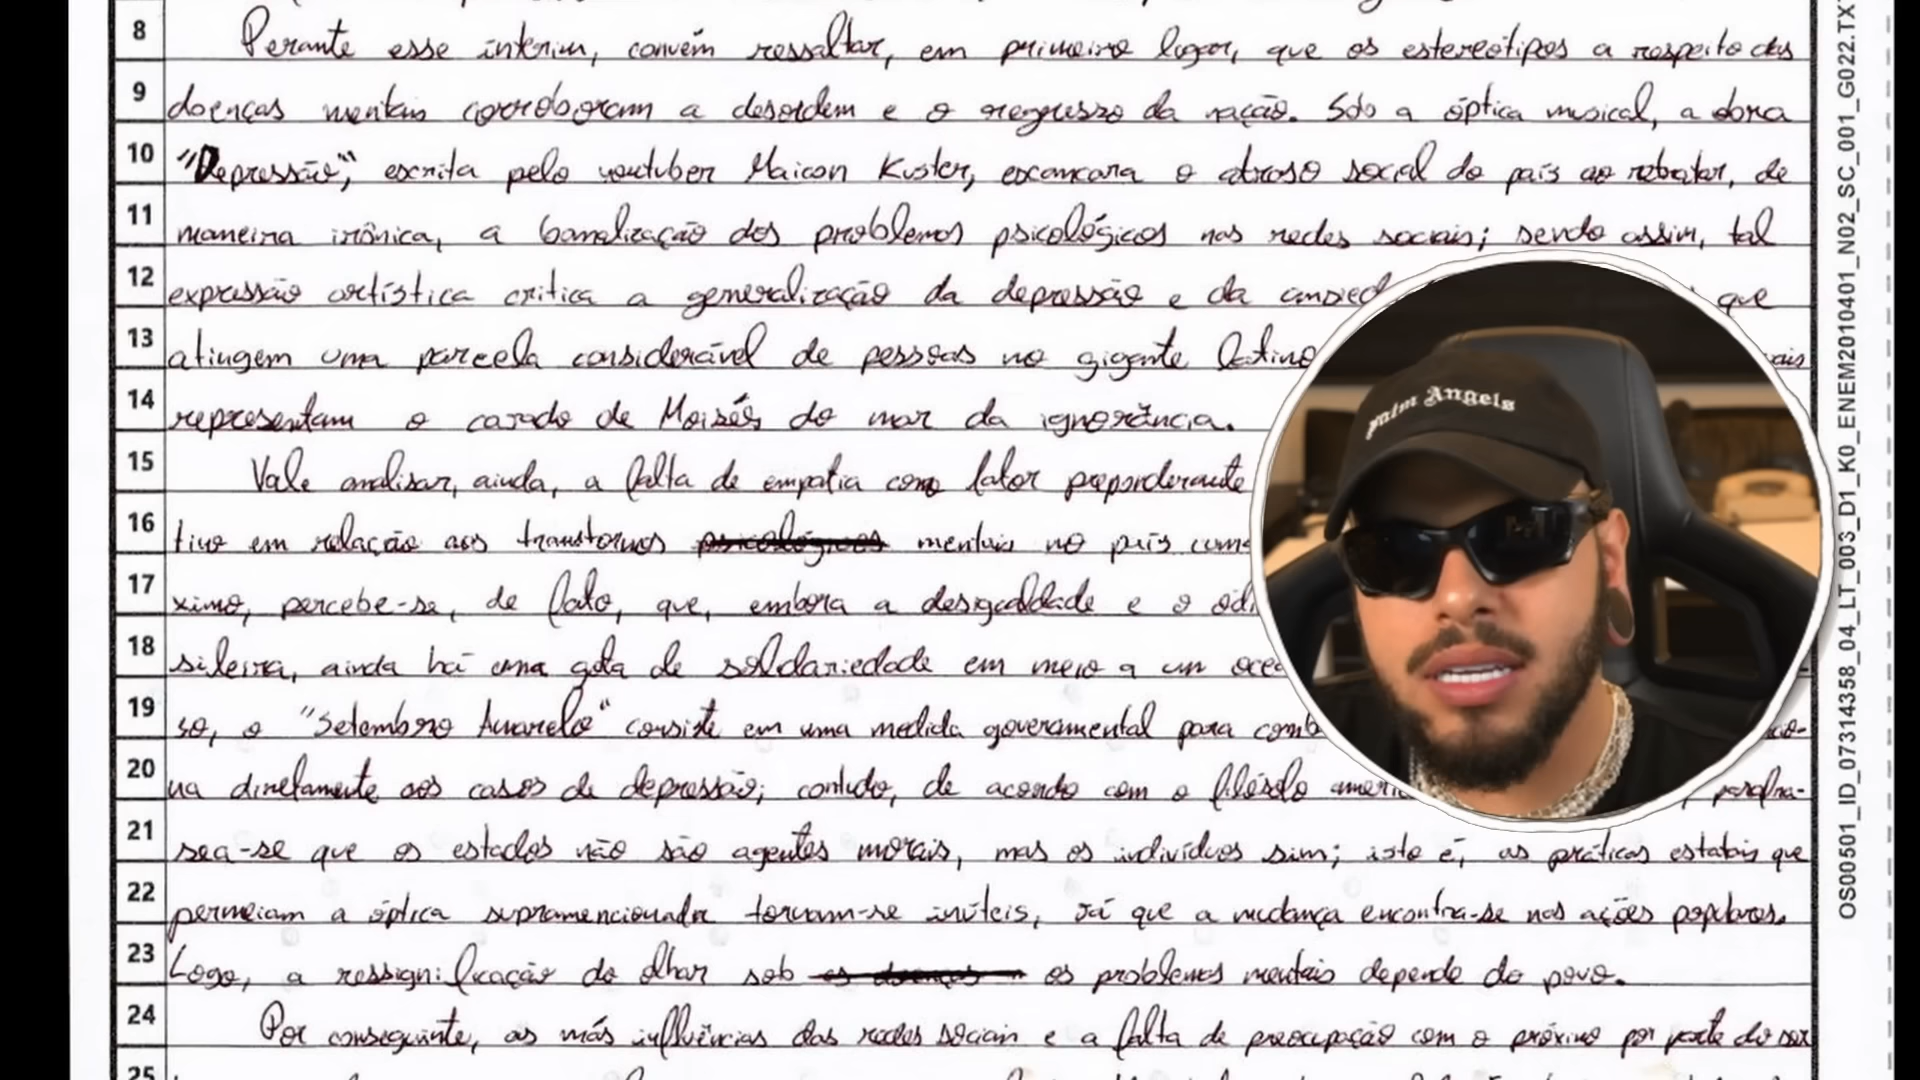 8 Perante esse ínterim, convém ressaltar, em primeiro lugar, que os estereótipos a respeito das
9 doenças mentais corroboram a desordem e o regresso da nação. Sob a óptica musical, a obra
10 "Depressão", escrita pelo youtuber Maicon Kuster, escancara o atraso social do país ao rebater, de
11 maneira irônica, a banalização dos problemas psicológicos nas redes sociais; sendo assim, tal
12 expressão artística critica a generalização da depressão e da que
13 atingem uma parcela considerável de pessoas no gigante latino
14 representam o cajado de Moisés do mar da ignorância.
15 Vale analisar, ainda, a falta de empatia como fator preponderante
16 tivo em relação aos transtornos psicológicos mentais no país
17 ximo, percebe-se, de fato, que, embora a desigualdade e o
18 sileira, ainda há uma gota de solidariedade em meio a um
19 so, o "Setembro Amarelo" consiste em uma medida governamental para
20 na diretamente aos casos de depressão; contudo, de acordo com o filósofo parafra-
21 sea-se que os estados não são agentes morais, mas os indivíduos sim; isto é, as práticas estatais que
22 permeiam a óptica supramencionada tornam-se inúteis, já que a mudança encontra-se nas ações populares.
23 Logo, a ressignificação do olhar sob os problemas mentais depende do povo.
24 Por conseguinte, as más influências das redes sociais e a falta de preocupação com o próximo por parte do ser
25
Palm Angels
OS00501_ID_07314358_04_LT_003_D1_K0_ENEM2010401_N02_SC_001_G022.TX